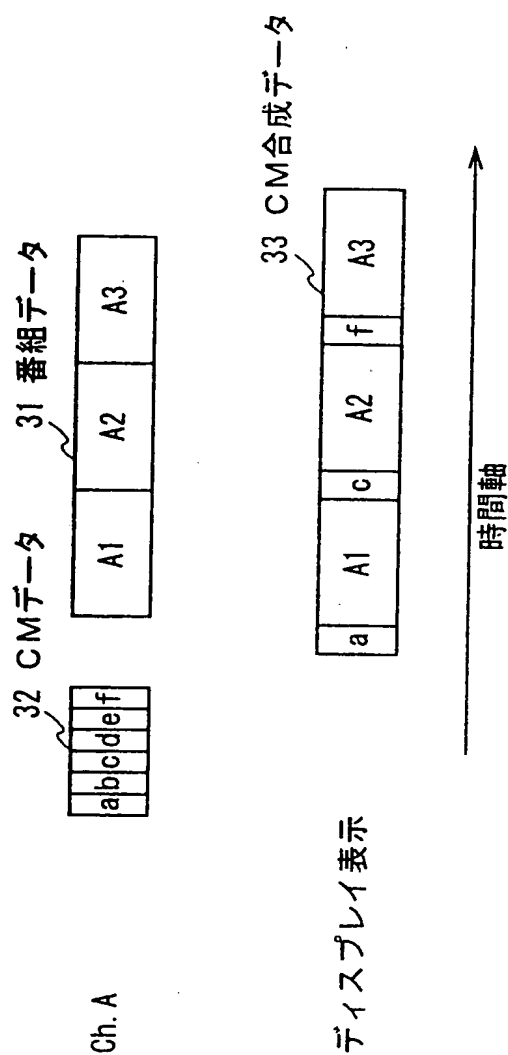 32 CMデータ
31 番組データ
Ch. A
a b c d e f
A1 A2 A3
33 CM合成データ
ディスプレイ表示
a A1 c A2 f A3
時間軸